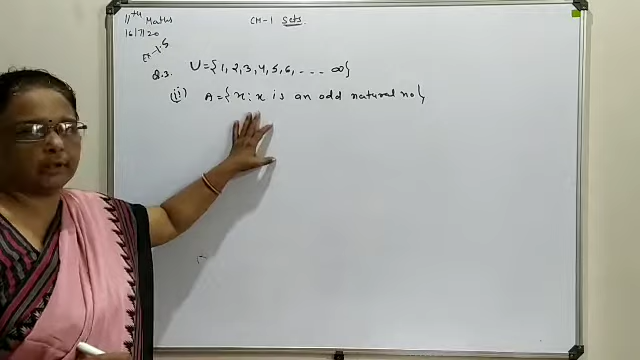 11th Maths CH-1 Sets.
16/7/20
Ex-1.5
Q.3. U={1, 2, 3, 4, 5, 6, --- ∞}
(ii) A={x: x is an odd natural no}